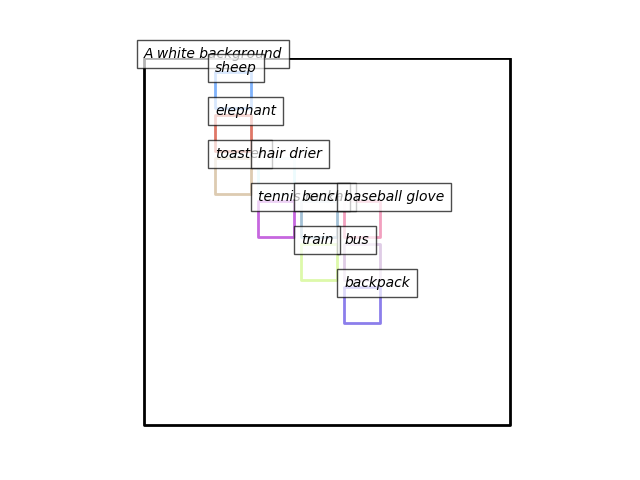 A white background
sheep
elephant
toaster
hair drier
tennis
bench
baseball glove
train
bus
backpack